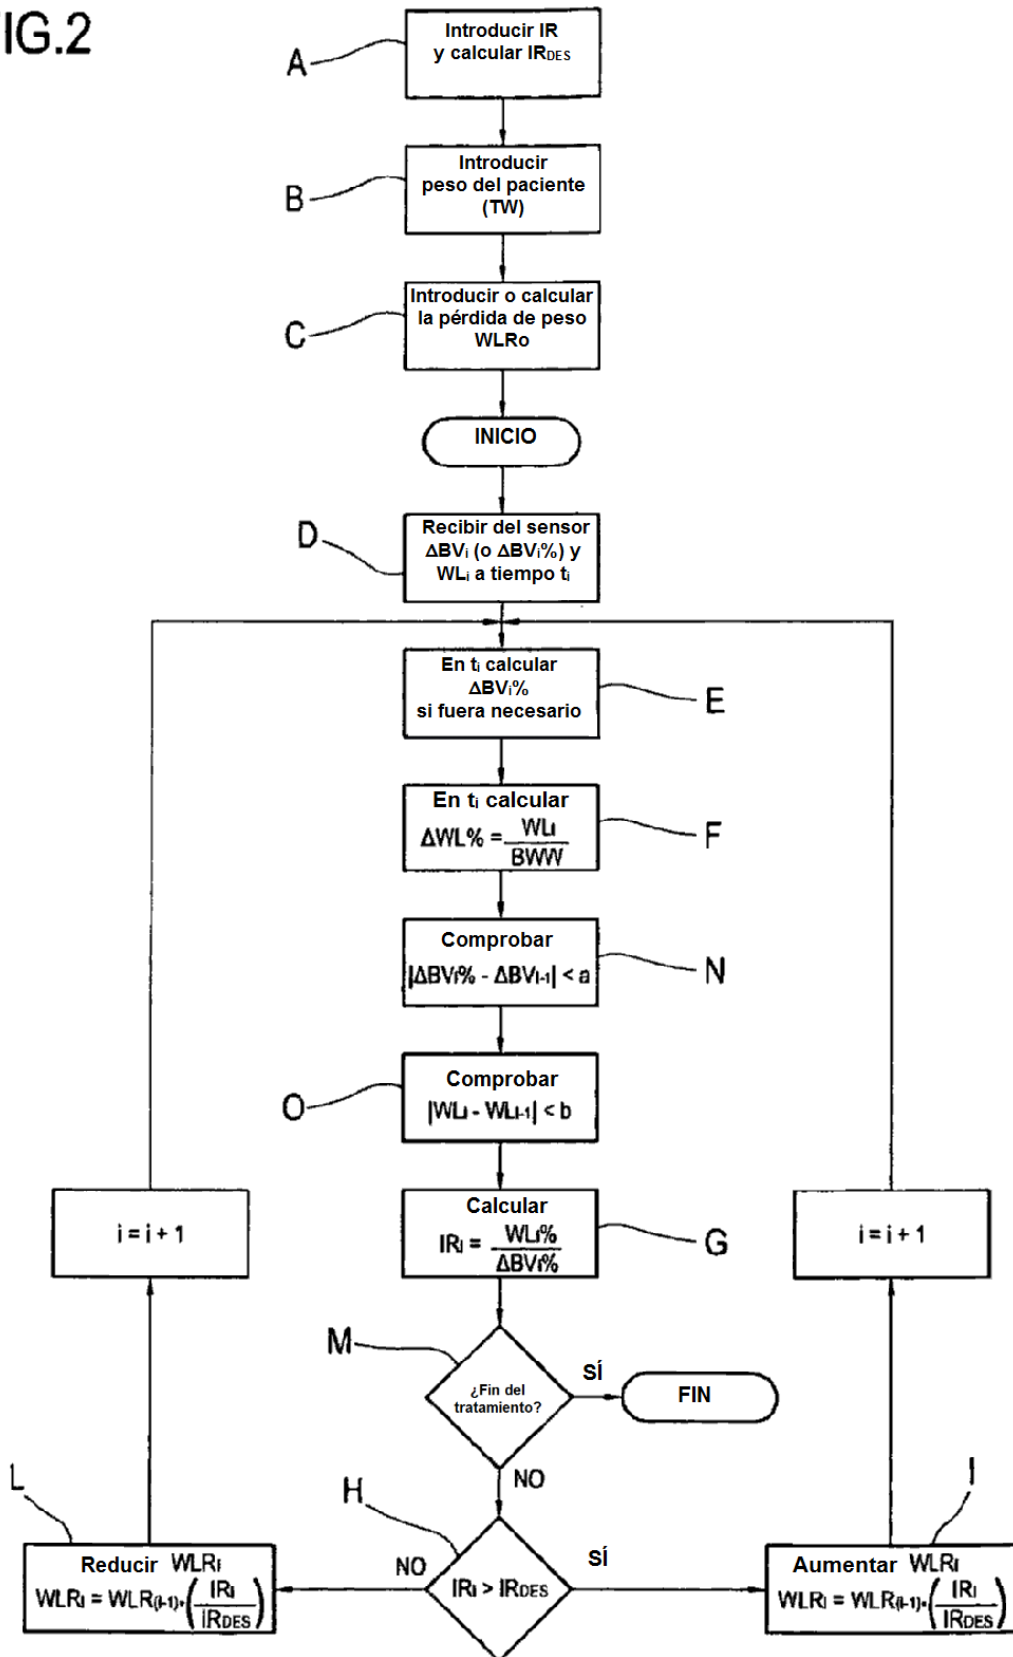 FIG.2
A
Introducir IR
y calcular IRDES
B
Introducir
peso del paciente
(TW)
C
Introducir o calcular
la pérdida de peso
WLRo
INICIO
D
Recibir del sensor
ΔBVi (o ΔBVi%) y
WLi a tiempo ti
En ti calcular
ΔBVi%
si fuera necesario
E
En ti calcular
ΔWL% = WLi / BWW
F
Comprobar
|ΔBVi% - ΔBVi-1| < a
N
Comprobar
|WLi - WLi-1| < b
O
Calcular
IRi = WLi% / ΔBVi%
G
i = i + 1
i = i + 1
M
¿Fin del
tratamiento?
SÍ
FIN
NO
H
IRi > IRDES
NO
SÍ
L
Reducir WLRi
WLRi = WLR(i-1)*(IRi / IRDES)
I
Aumentar WLRi
WLRi = WLR(i-1)*(IRi / IRDES)